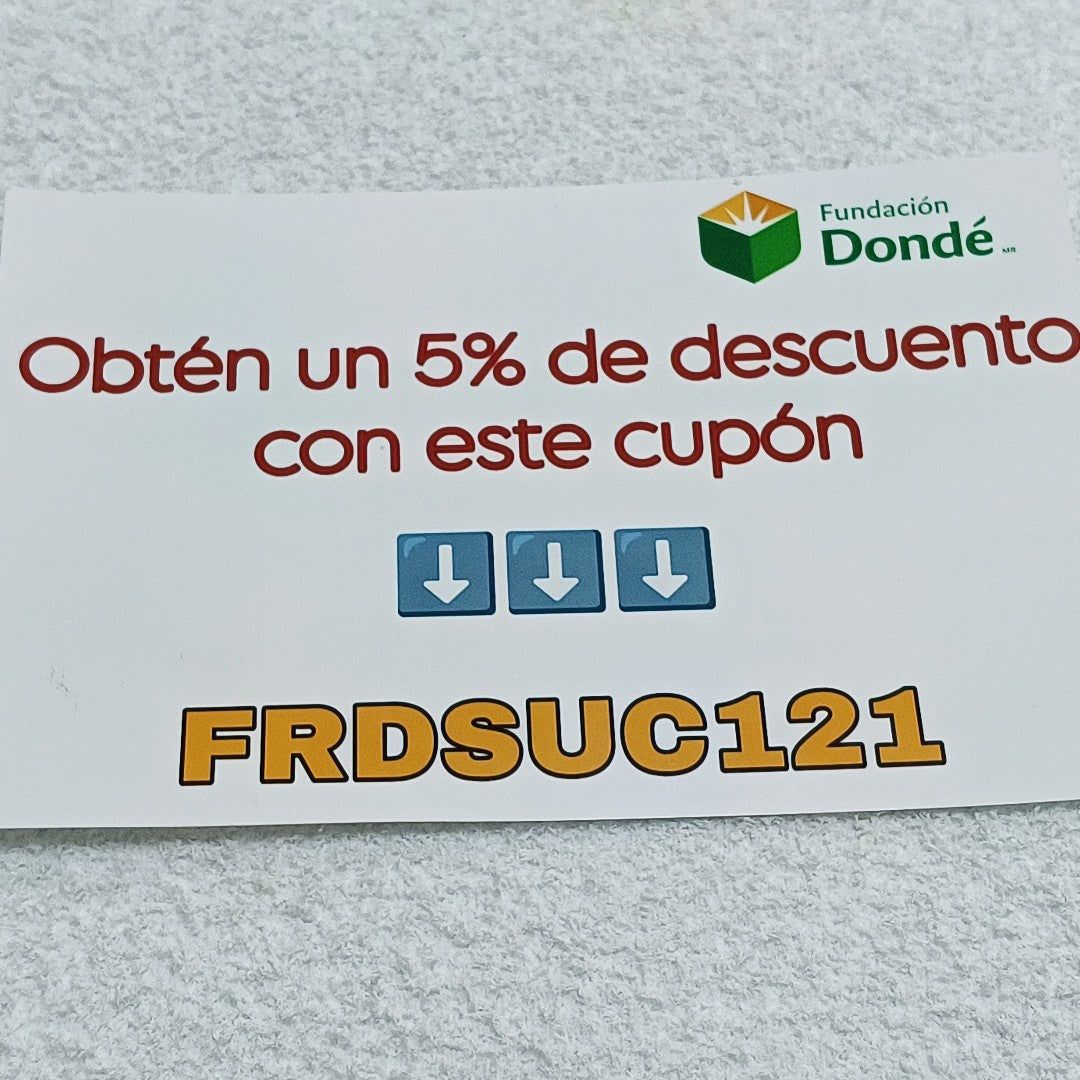 Fundación
Dondé MR
Obtén un 5% de descuento
con este cupón
FRDSUC121